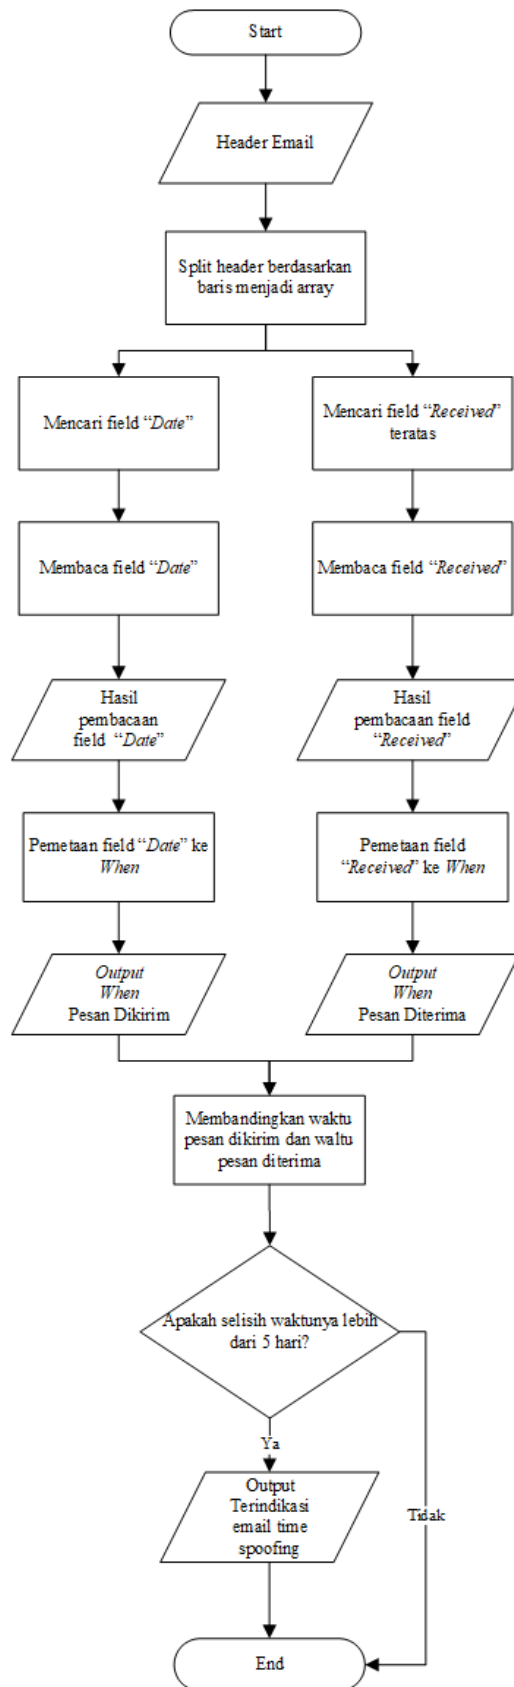 Start
Header Email
Split header berdasarkan
baris menjadi array
Mencari field “Date”
Mencari field “Received”
teratas
Membaca field “Date”
Membaca field “Received”
Hasil
pembacaan
field “Date”
Hasil
pembacaan field
“Received”
Pemetaan field “Date” ke
When
Pemetaan field
“Received” ke When
Output
When
Pesan Dikirim
Output
When
Pesan Diterima
Membandingkan waktu
pesan dikirim dan waltu
pesan diterima
Apakah selisih waktunya lebih
dari 5 hari?
Ya
Output
Terindikasi
email time
spoofing
Tidak
End